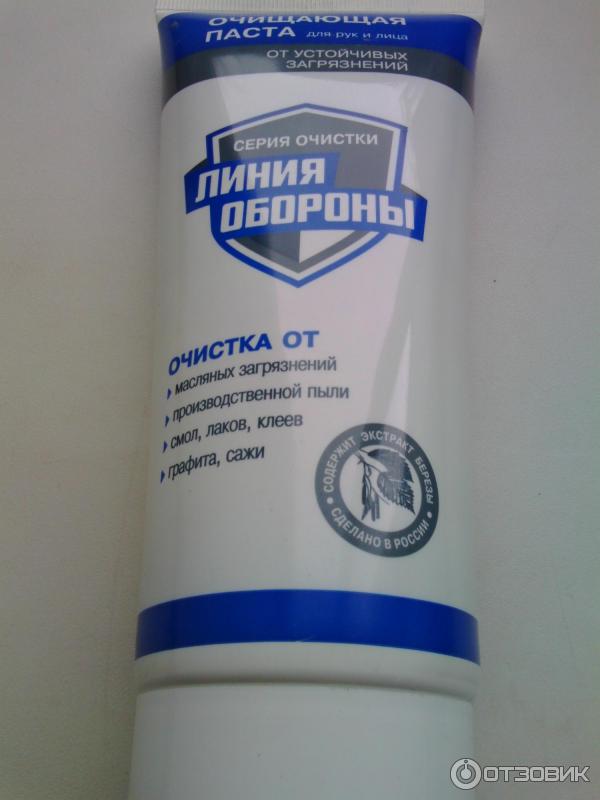 ОЧИЩАЮЩАЯ
ПАСТА для рук и лица
ОТ УСТОЙЧИВЫХ
ЗАГРЯЗНЕНИЙ
СЕРИЯ ОЧИСТКИ
ЛИНИЯ
ОБОРОНЫ
ОЧИСТКА ОТ
масляных загрязнений
производственной пыли
смол, лаков, клеев
графита, сажи
• СОДЕРЖИТ ЭКСТРАКТ БЕРЕЗЫ •
СДЕЛАНО В РОССИИ
ОТЗОВИК